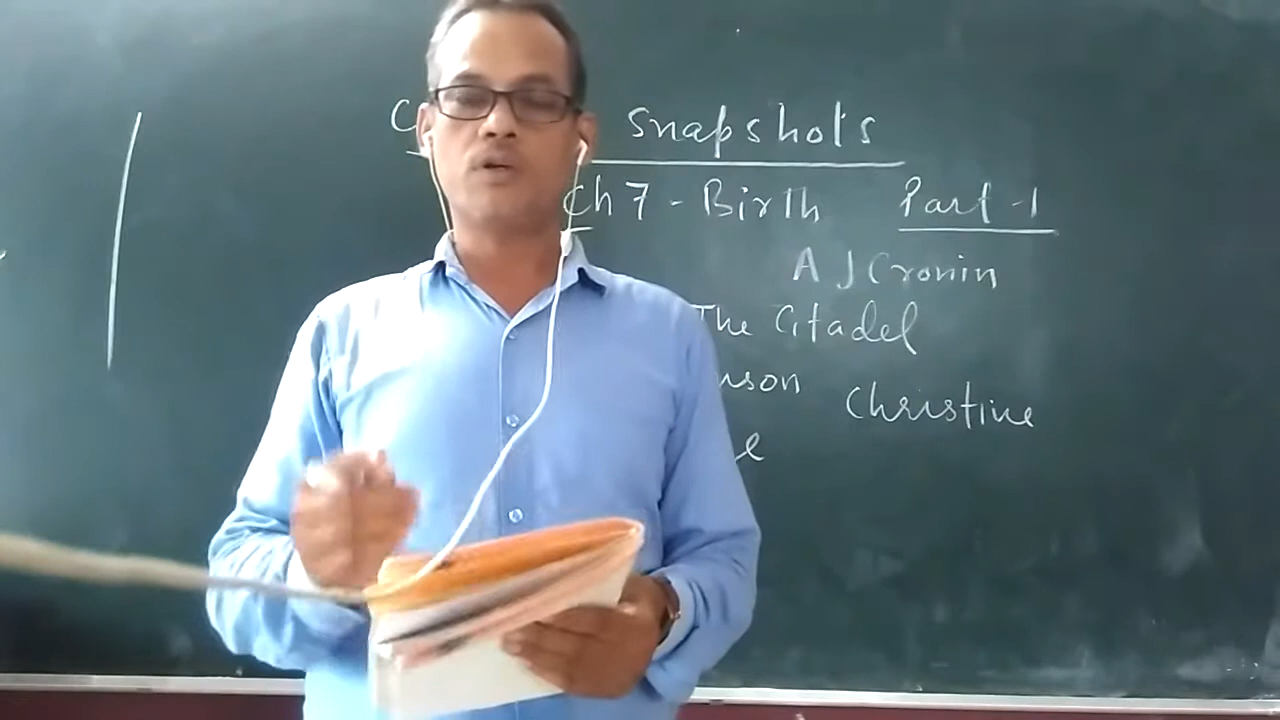 Snapshots
Ch 7 - Birth Part - 1
A J Cronin
The Citadel
Christine